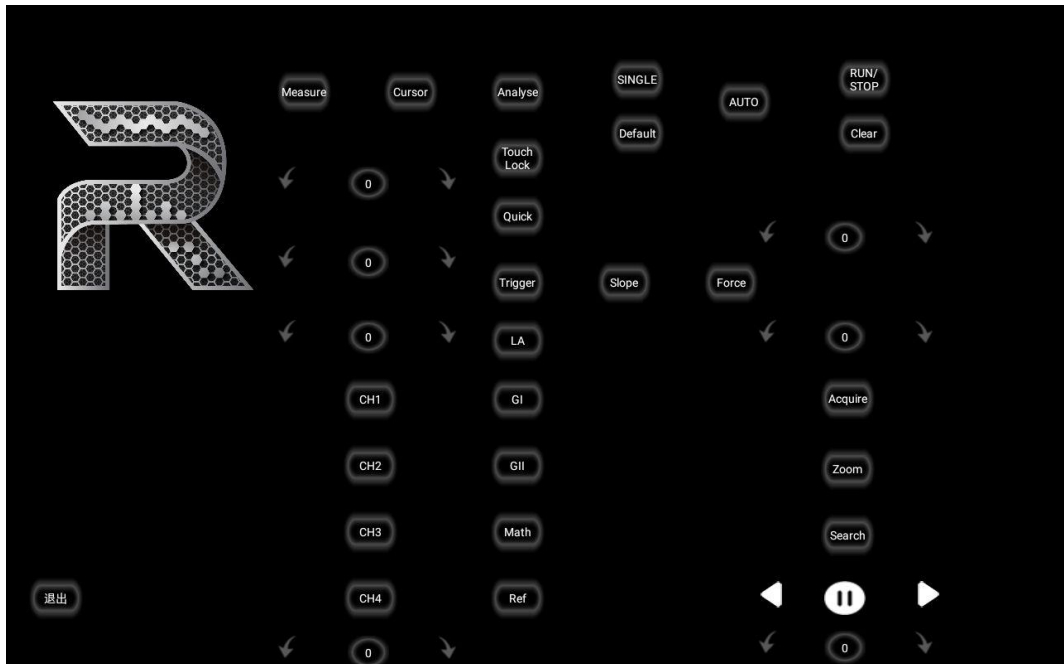 Measure
Cursor
Analyse
SINGLE
AUTO
RUN/
STOP
Default
Clear
Touch
Lock
0
Quick
0
0
Trigger
Slope
Force
0
LA
0
CH1
GI
Acquire
CH2
GII
Zoom
CH3
Math
Search
退出
CH4
Ref
0
0